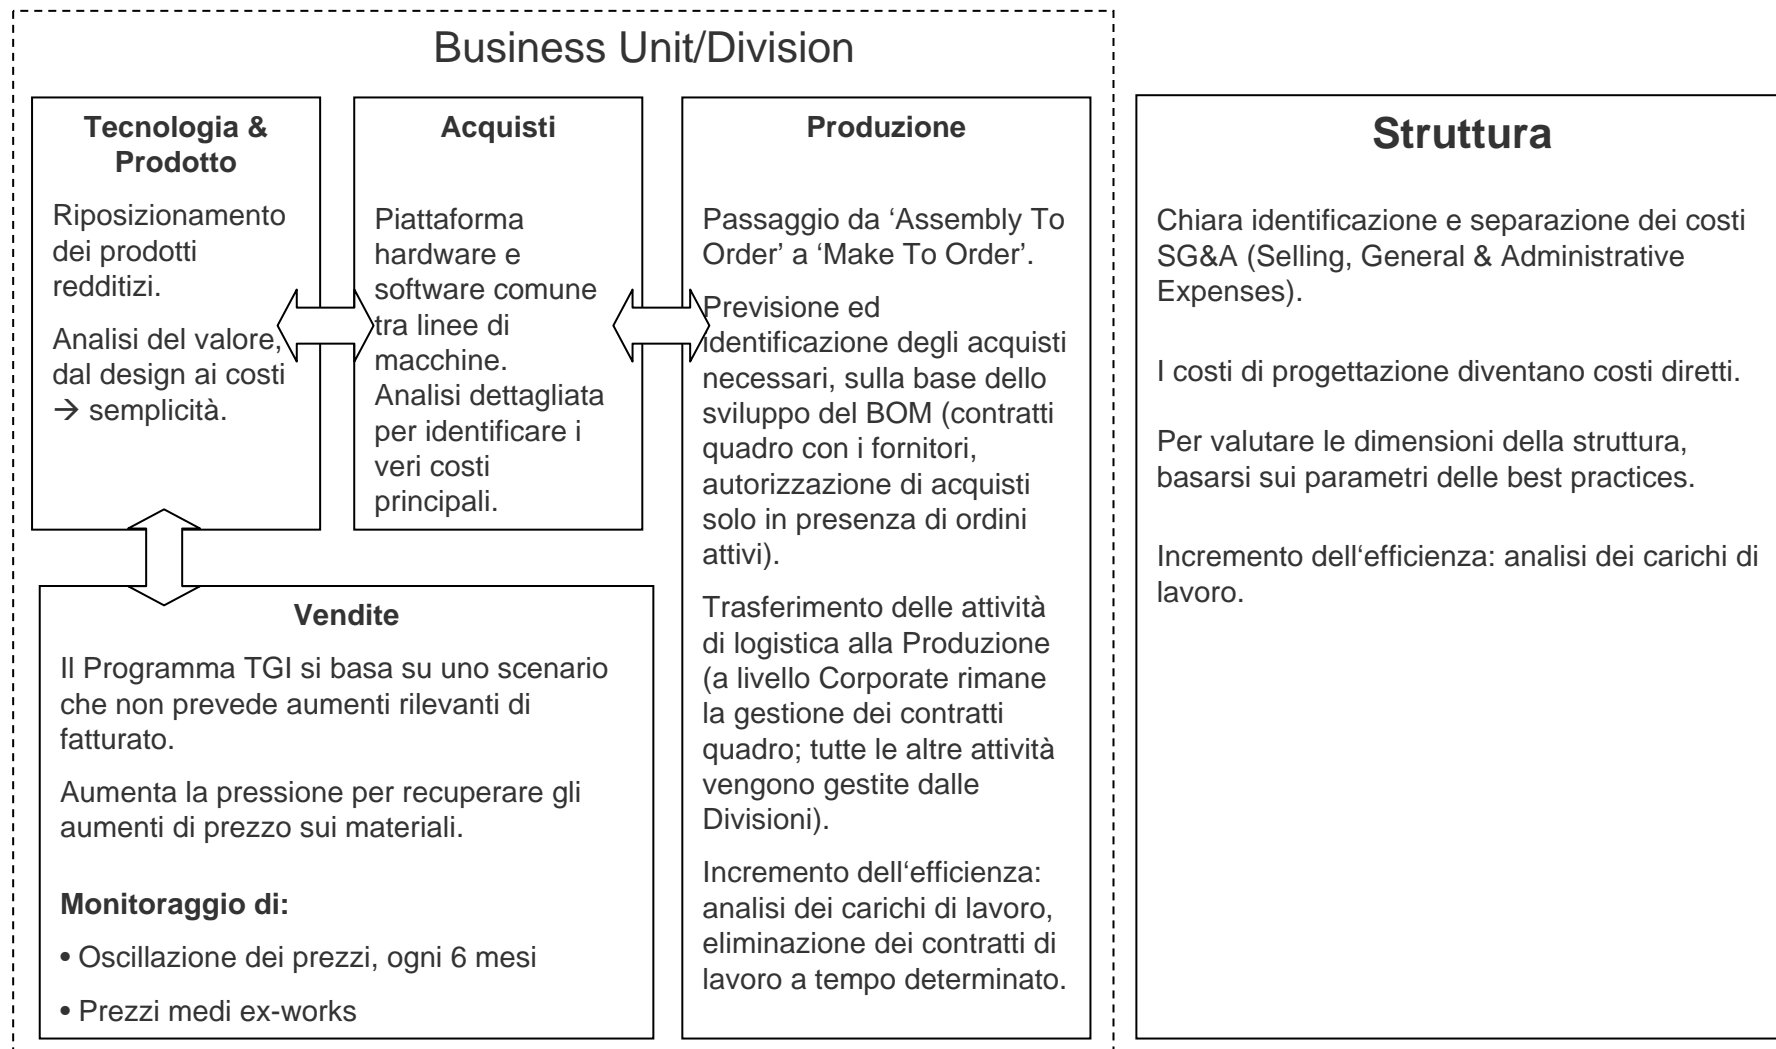 Business Unit/Division
Tecnologia &
Prodotto
Riposizionamento
dei prodotti
redditizi.
Analisi del valore,
dal design ai costi
→ semplicità.
Acquisti
Piattaforma
hardware e
software comune
tra linee di
macchine.
Analisi dettagliata
per identificare i
veri costi
principali.
Produzione
Passaggio da ‘Assembly To
Order’ a ‘Make To Order’.
Previsione ed
identificazione degli acquisti
necessari, sulla base dello
sviluppo del BOM (contratti
quadro con i fornitori,
autorizzazione di acquisti
solo in presenza di ordini
attivi).
Trasferimento delle attività
di logistica alla Produzione
(a livello Corporate rimane
la gestione dei contratti
quadro; tutte le altre attività
vengono gestite dalle
Divisioni).
Incremento dell‘efficienza:
analisi dei carichi di lavoro,
eliminazione dei contratti di
lavoro a tempo determinato.
Vendite
Il Programma TGI si basa su uno scenario
che non prevede aumenti rilevanti di
fatturato.
Aumenta la pressione per recuperare gli
aumenti di prezzo sui materiali.
Monitoraggio di:
• Oscillazione dei prezzi, ogni 6 mesi
• Prezzi medi ex-works
Struttura
Chiara identificazione e separazione dei costi
SG&A (Selling, General & Administrative
Expenses).
I costi di progettazione diventano costi diretti.
Per valutare le dimensioni della struttura,
basarsi sui parametri delle best practices.
Incremento dell‘efficienza: analisi dei carichi di
lavoro.